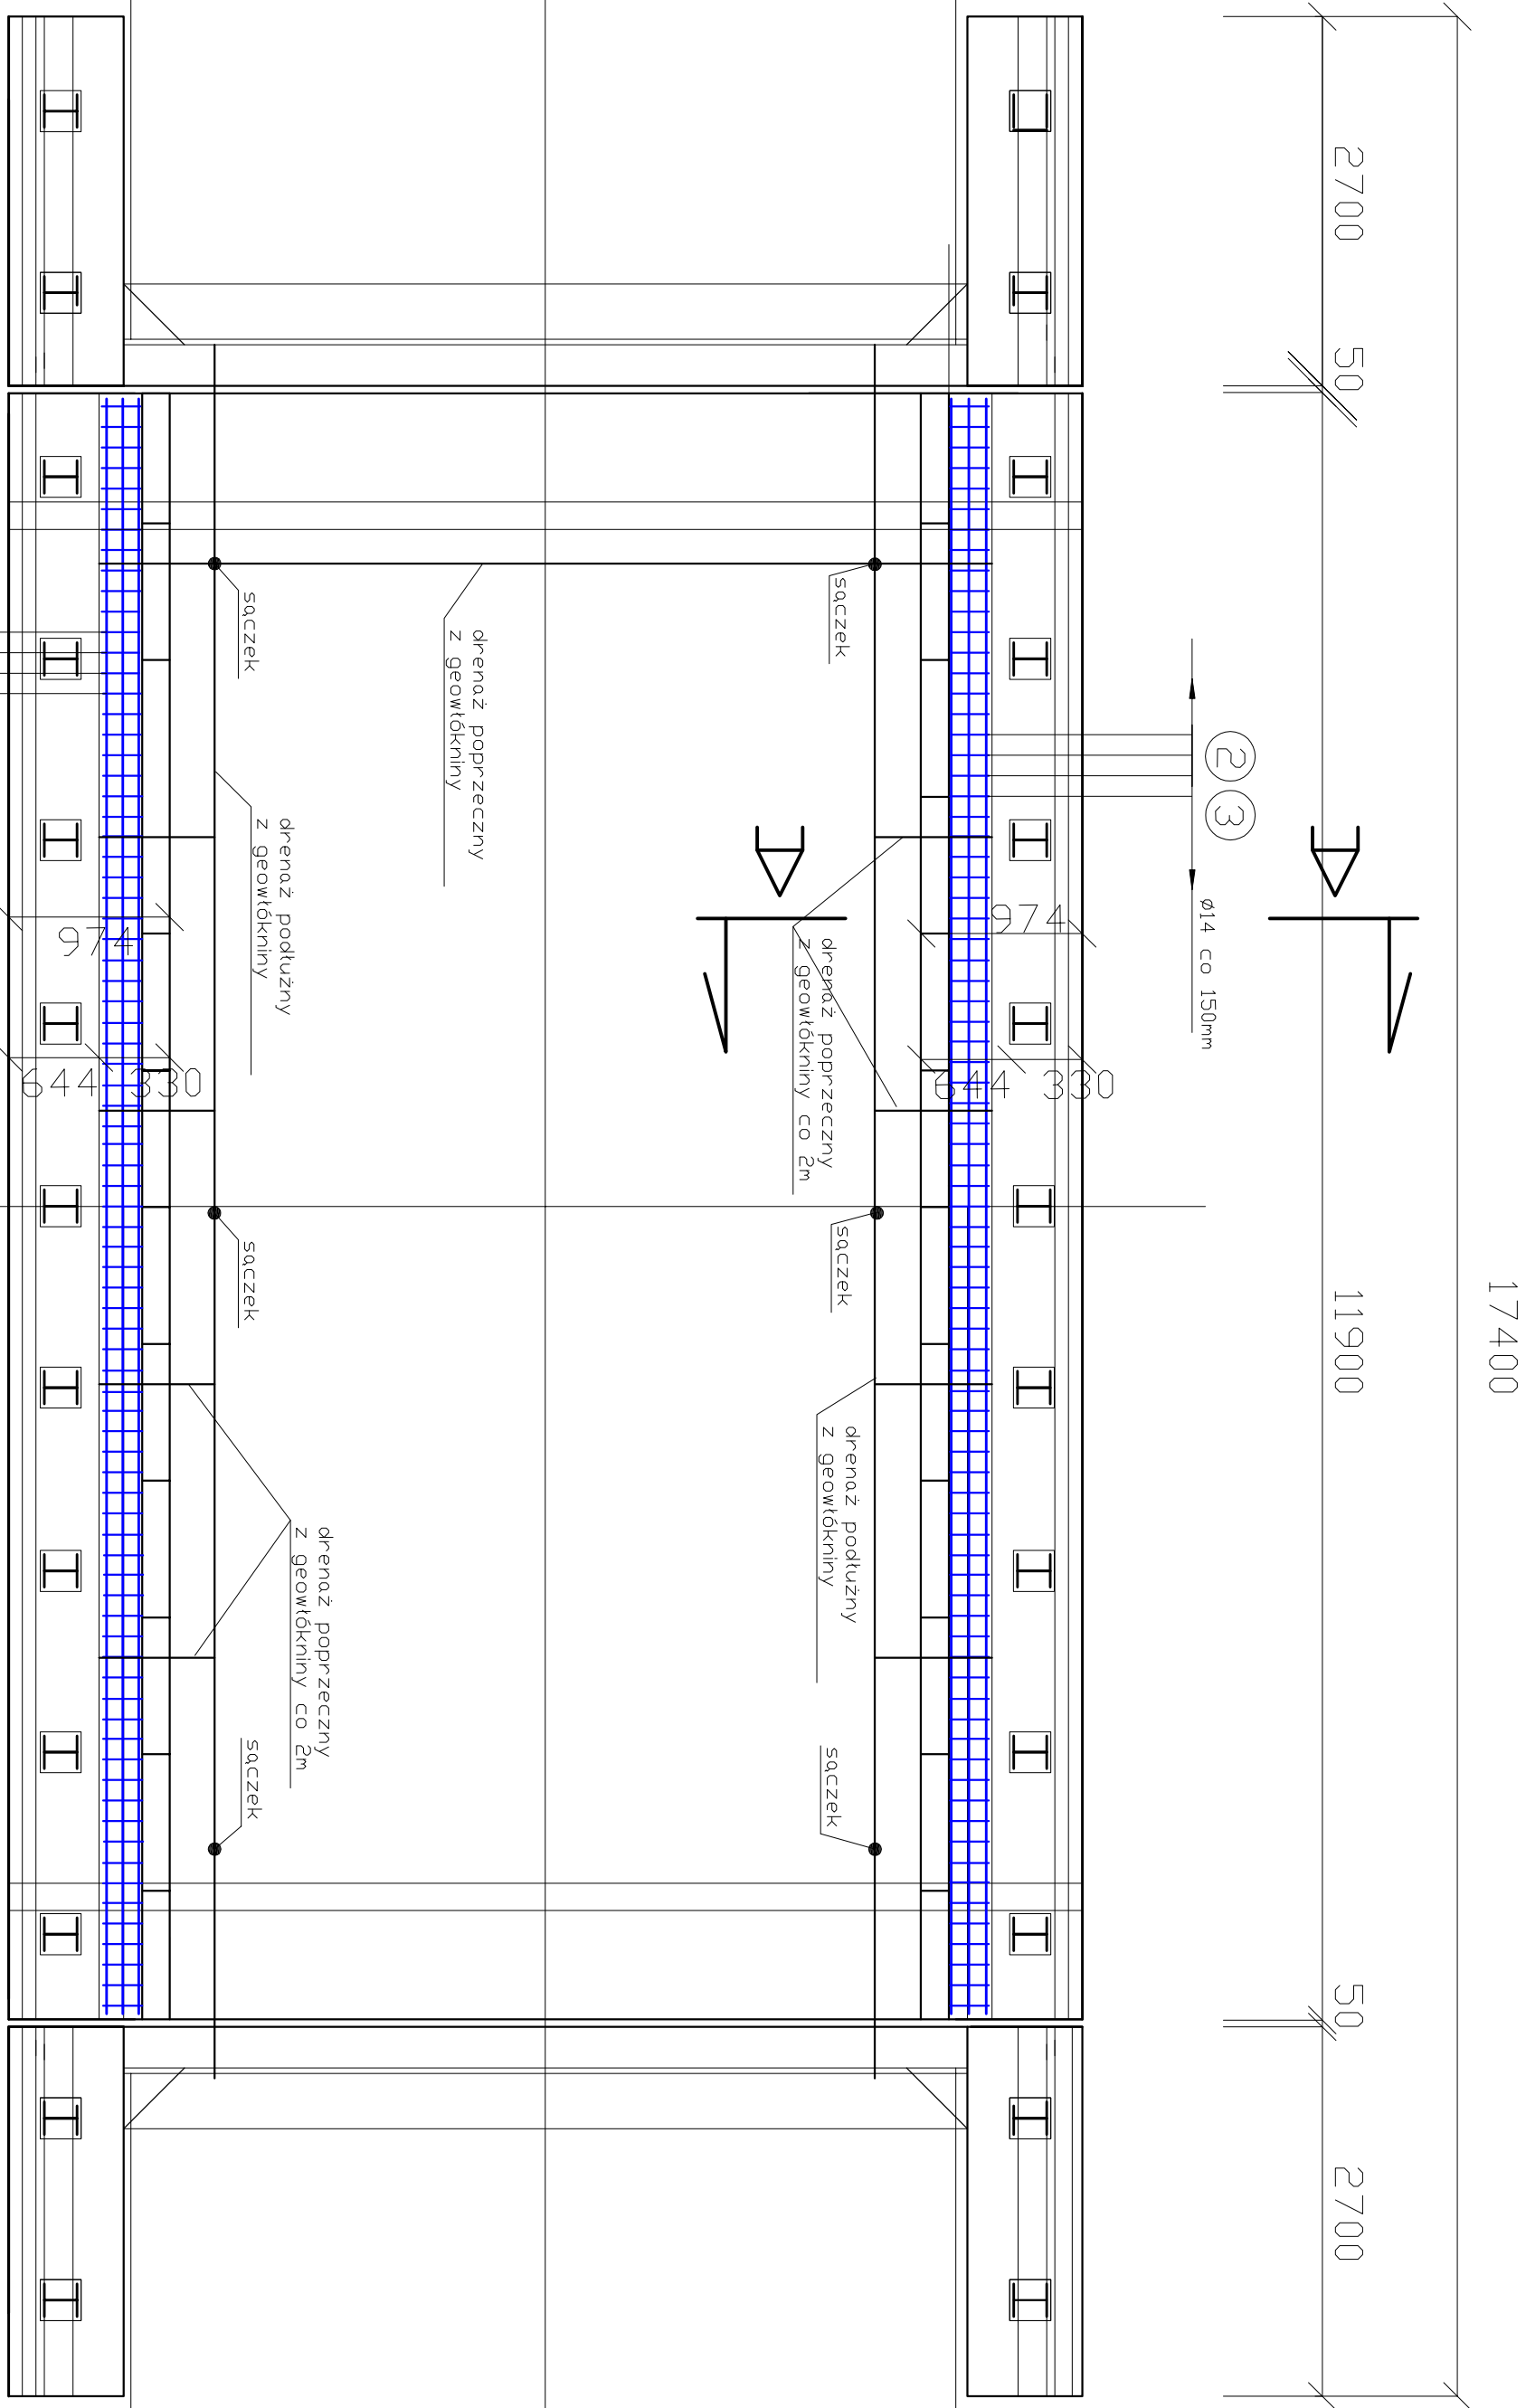 17400
2700
50
11900
50
2700
2
3
ø14 co 150mm
A
A
974
644
330
sączek
drenaż poprzeczny
z geowłókniny co 2m
sączek
drenaż podłużny
z geowłókniny
sączek
drenaż poprzeczny
z geowłókniny
sączek
drenaż podłużny
z geowłókniny
sączek
drenaż poprzeczny
z geowłókniny co 2m
sączek
974
644
330